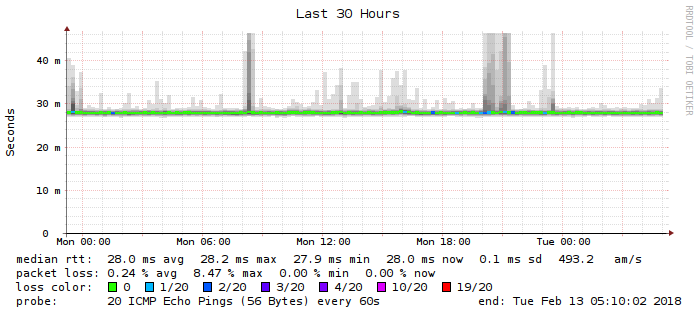 Last 30 Hours
RRDTOOL / TOBI OETIKER
Seconds
40 m
30 m
20 m
10 m
0
Mon 00:00 Mon 06:00 Mon 12:00 Mon 18:00 Tue 00:00
median rtt: 28.0 ms avg 28.2 ms max 27.9 ms min 28.0 ms now 0.1 ms sd 493.2 am/s
packet loss: 0.24 % avg 8.47 % max 0.00 % min 0.00 % now
loss color: 0 1/20 2/20 3/20 4/20 10/20 19/20
probe: 20 ICMP Echo Pings (56 Bytes) every 60s end: Tue Feb 13 05:10:02 2018